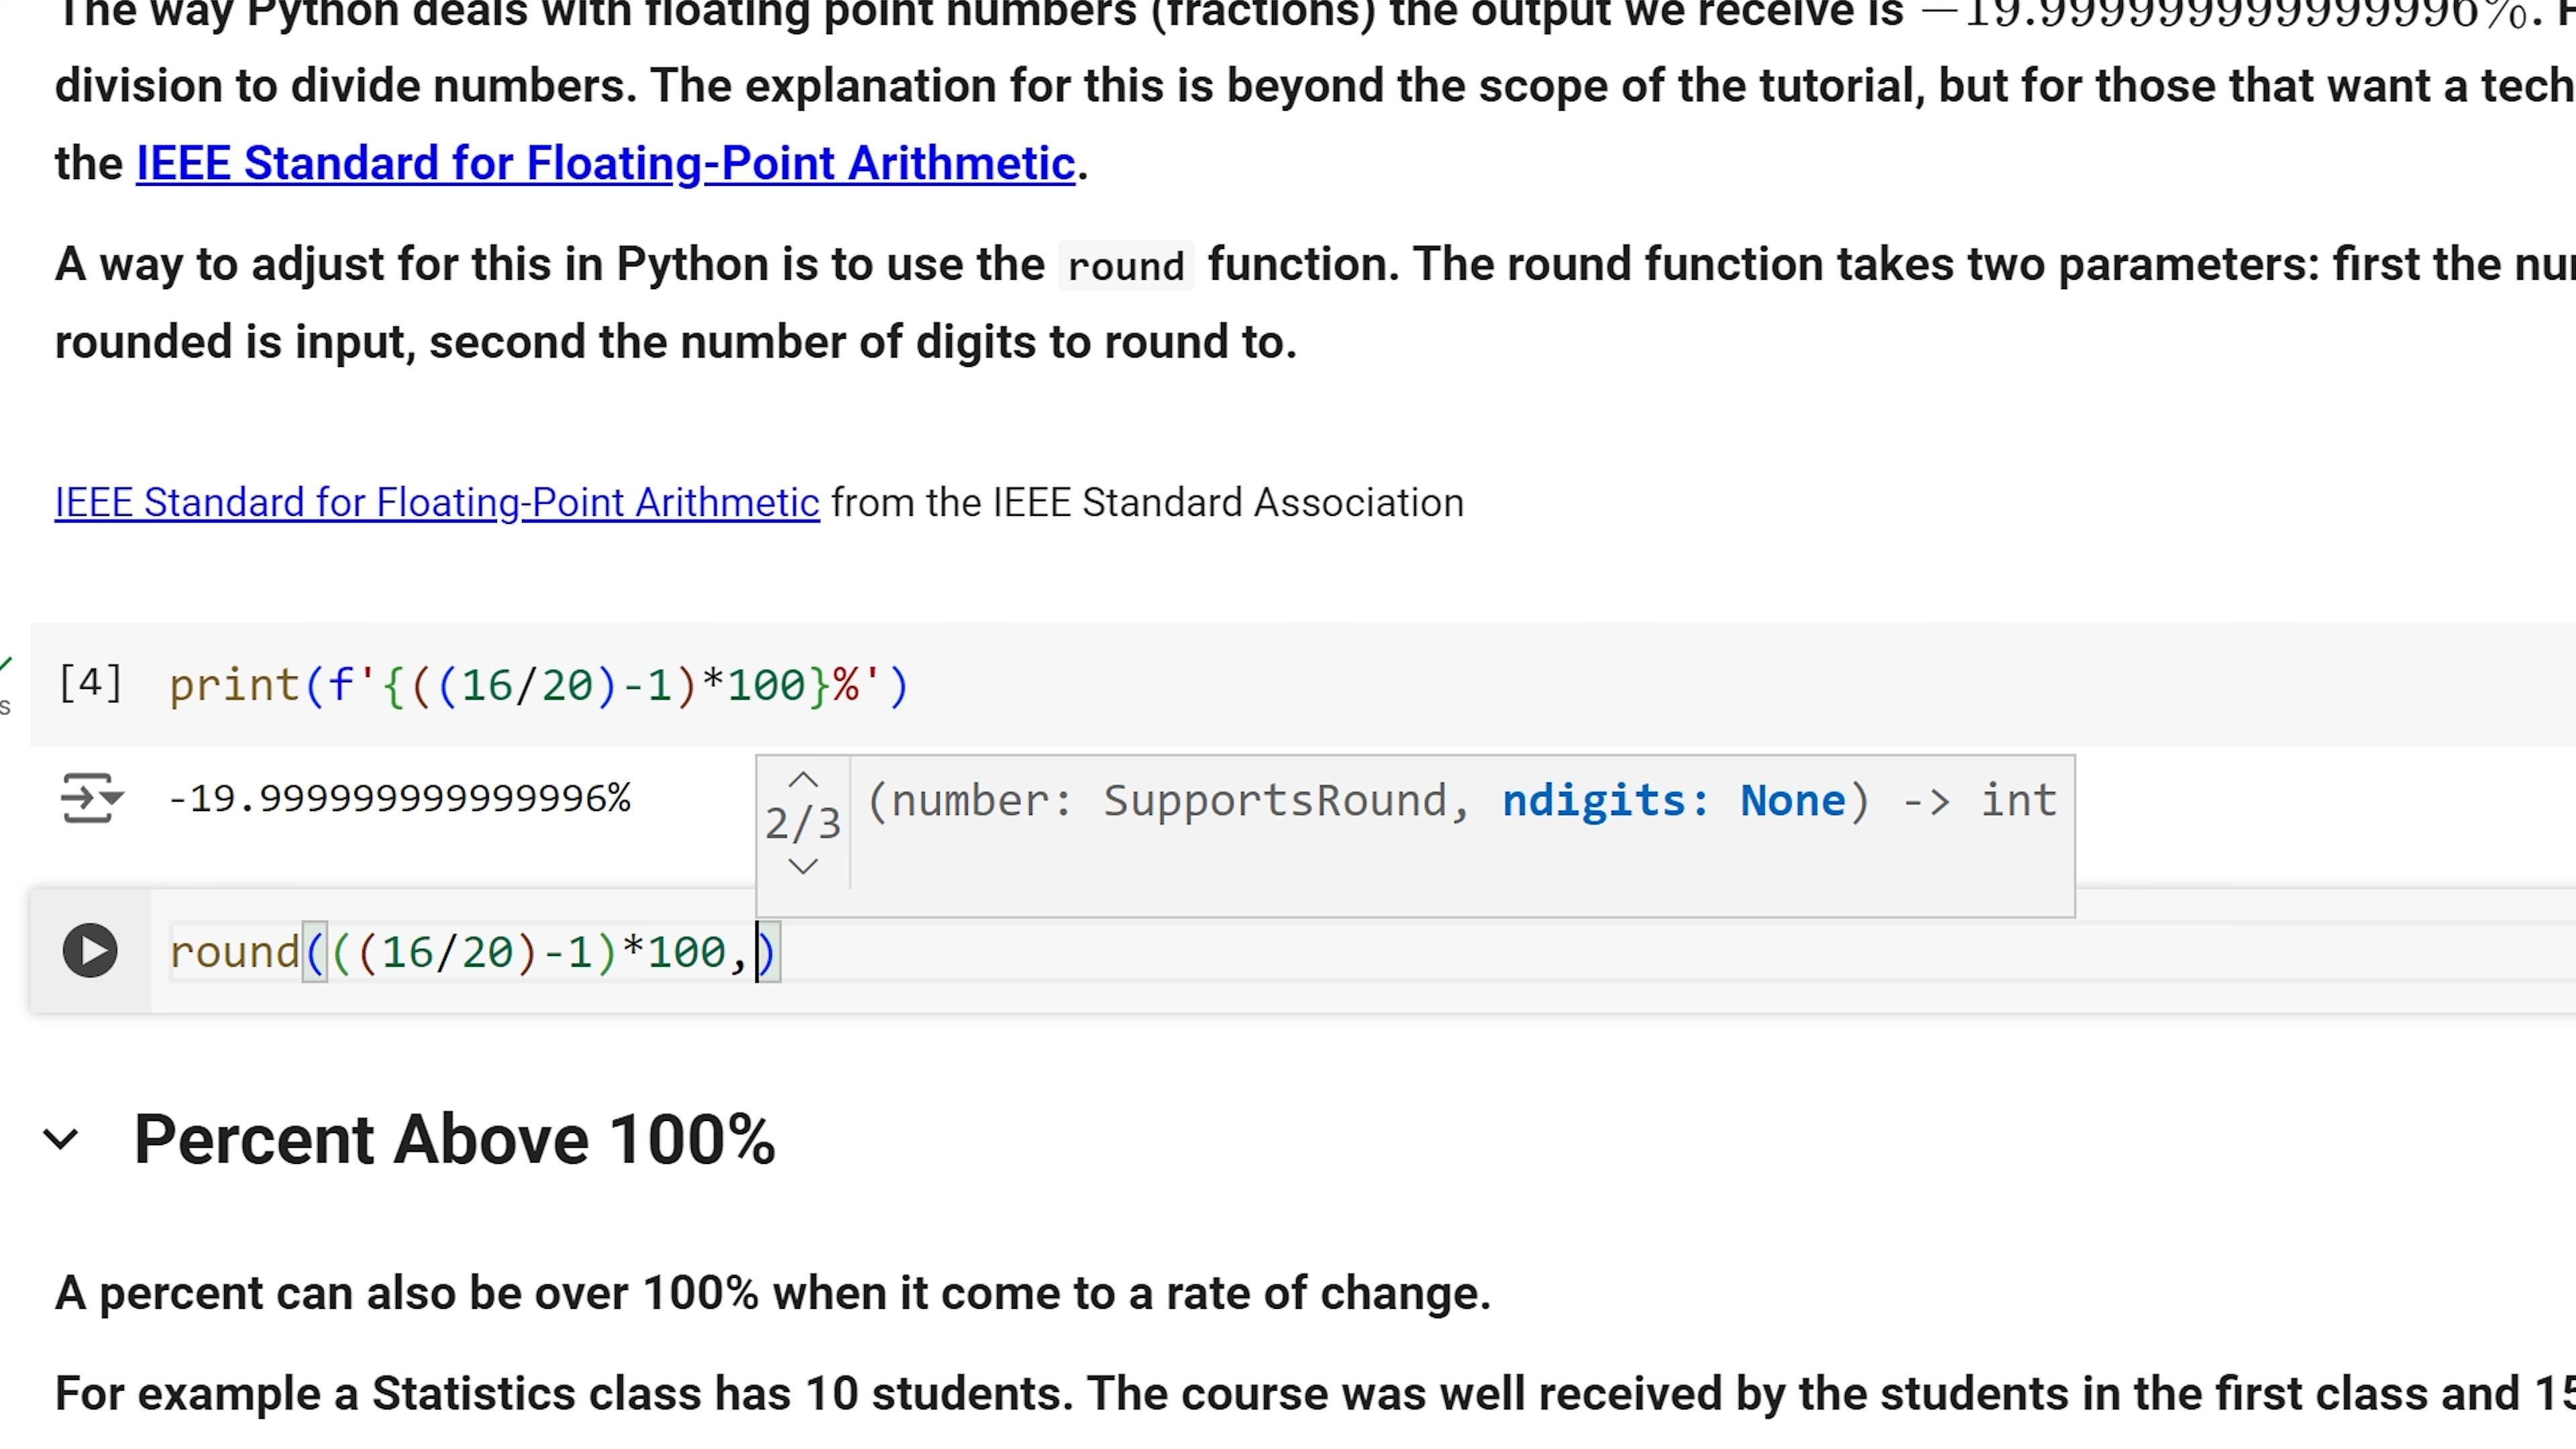 The way Python deals with floating point numbers (fractions) the output we receive is −19.999999999999996%.
division to divide numbers. The explanation for this is beyond the scope of the tutorial, but for those that want a tech
the IEEE Standard for Floating-Point Arithmetic.
A way to adjust for this in Python is to use the round function. The round function takes two parameters: first the nu
rounded is input, second the number of digits to round to.
IEEE Standard for Floating-Point Arithmetic from the IEEE Standard Association
[4] print(f'{((16/20)-1)*100}%')
s
-19.999999999999996%
2/3 (number: SupportsRound, ndigits: None) -> int
round(((16/20)-1)*100,)
Percent Above 100%
A percent can also be over 100% when it come to a rate of change.
For example a Statistics class has 10 students. The course was well received by the students in the first class and 15